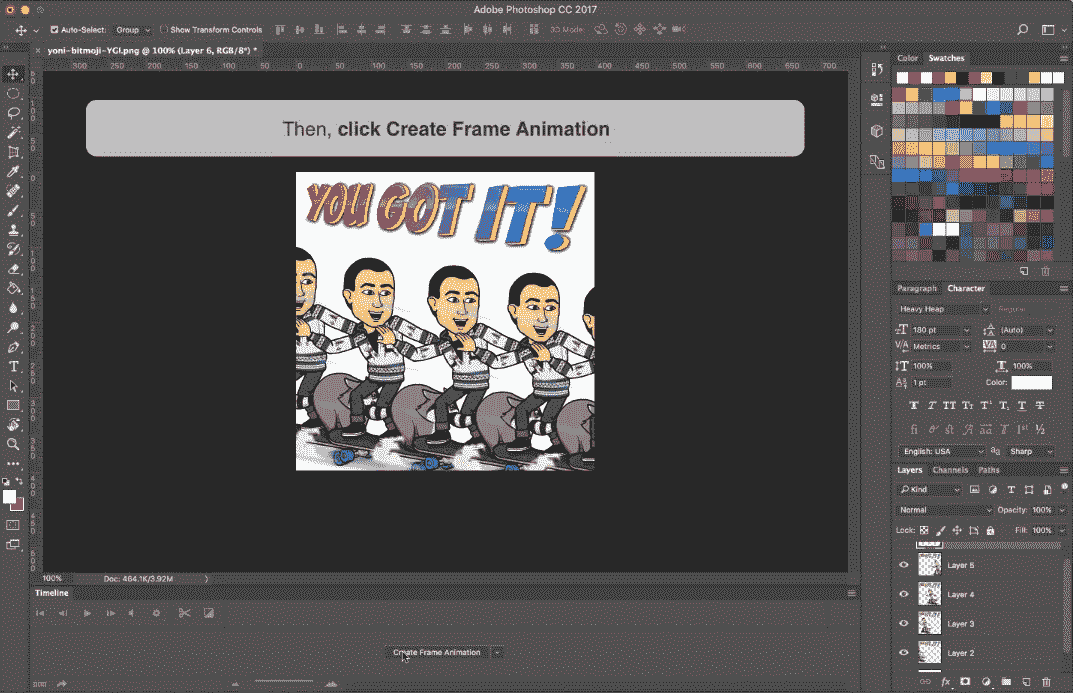 Adobe Photoshop CC 2017
Auto-Select: Group Show Transform Controls 3D Mode:
yoni-bitmoji-YGI.png @ 100% (Layer 6, RGB/8*) *
300 250 200 150 100 50 0 50 100 150 200 250 300 350 400 450 500 550 600 650 700
Then, click Create Frame Animation
YOU GOT IT!
100% Doc: 464.1K/3.92M
Timeline
Create Frame Animation
Color Swatches
Paragraph Character
Heavy Heap Regular
180 pt (Auto)
Metrics 0
100% 100%
1 pt Color:
English: USA Sharp
Layers Channels Paths
Kind
Normal Opacity: 100%
Lock: Fill: 100%
Layer 5
Layer 4
Layer 3
Layer 2